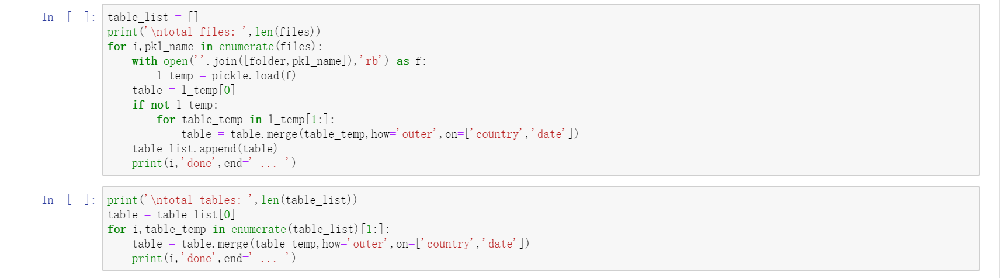 In [ ]: table_list = []
print('\ntotal files: ',len(files))
for i,pkl_name in enumerate(files):
    with open(''.join([folder,pkl_name]),'rb') as f:
        l_temp = pickle.load(f)
    table = l_temp[0]
    if not l_temp:
        for table_temp in l_temp[1:]:
            table = table.merge(table_temp,how='outer',on=['country','date'])
    table_list.append(table)
    print(i,'done',end=' ... ')
In [ ]: print('\ntotal tables: ',len(table_list))
table = table_list[0]
for i,table_temp in enumerate(table_list)[1:]:
    table = table.merge(table_temp,how='outer',on=['country','date'])
    print(i,'done',end=' ... ')